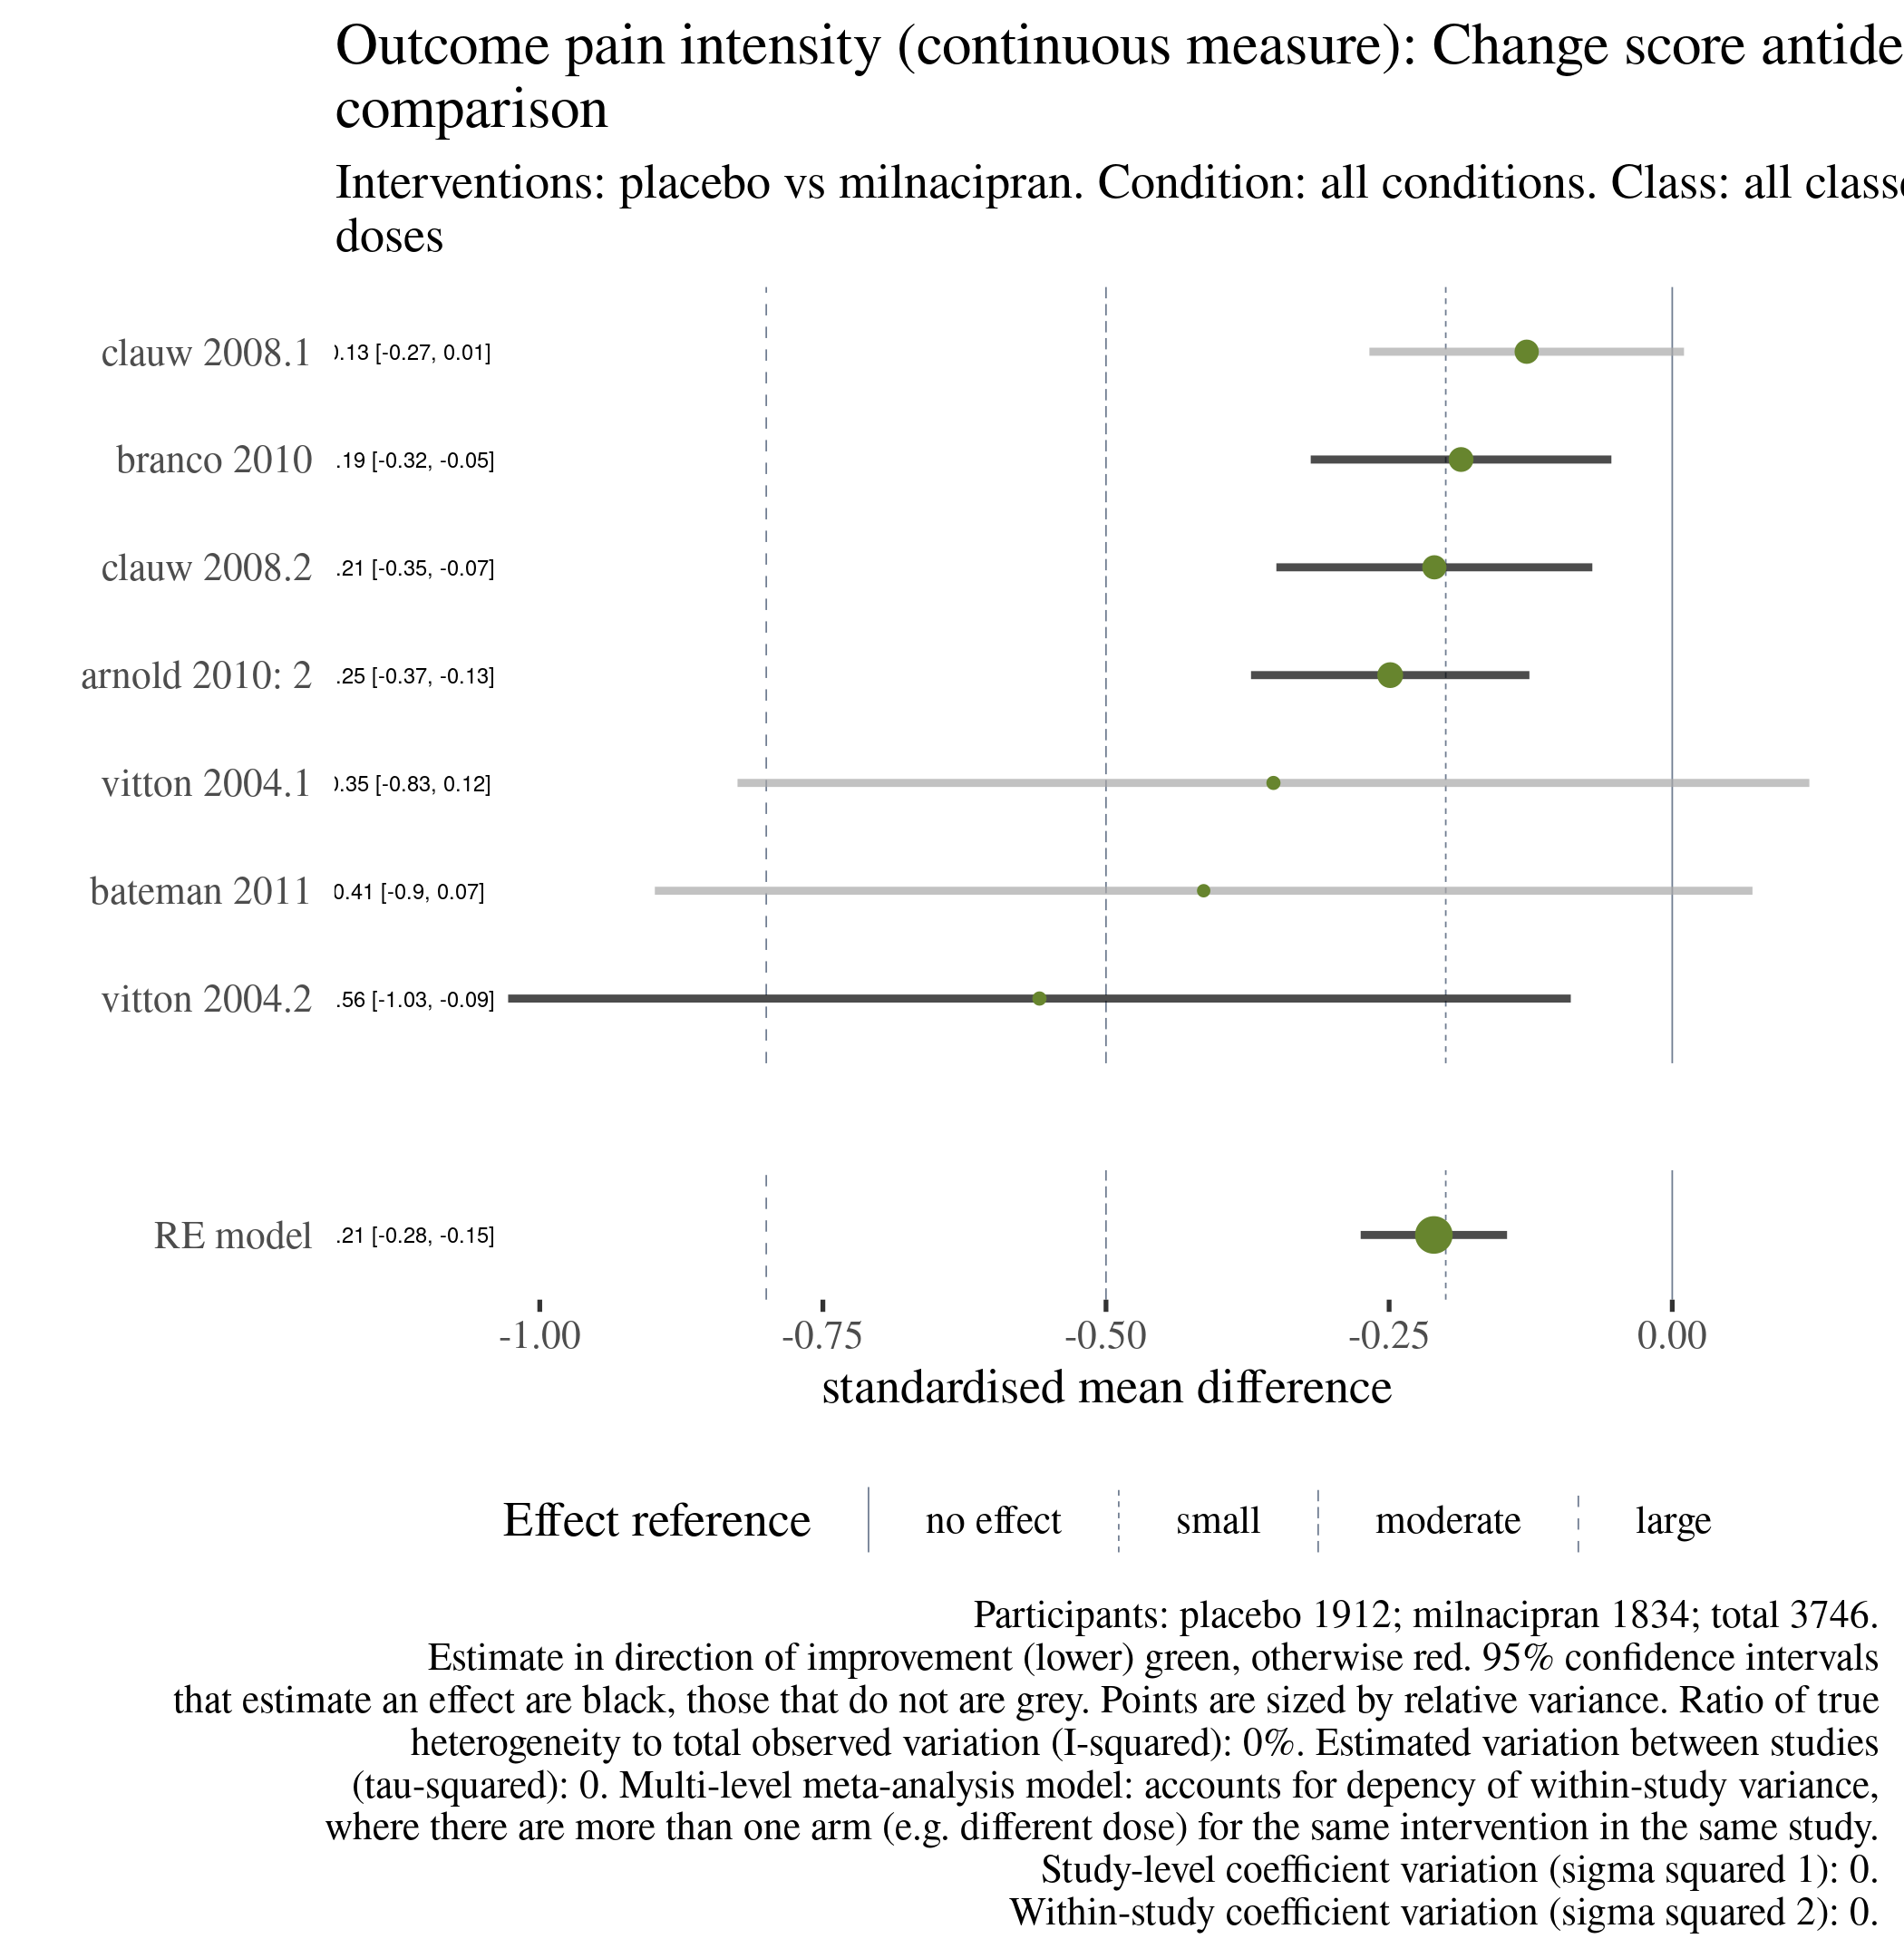 Outcome pain intensity (continuous measure): Change score antide
comparison
Interventions: placebo vs milnacipran. Condition: all conditions. Class: all classe
doses
clauw 2008.1 0.13 [-0.27, 0.01]
branco 2010 .19 [-0.32, -0.05]
clauw 2008.2 .21 [-0.35, -0.07]
arnold 2010: 2 .25 [-0.37, -0.13]
vitton 2004.1 0.35 [-0.83, 0.12]
bateman 2011 0.41 [-0.9, 0.07]
vitton 2004.2 .56 [-1.03, -0.09]
RE model .21 [-0.28, -0.15]
-1.00 -0.75 -0.50 -0.25 0.00
standardised mean difference
Effect reference no effect small moderate large
Participants: placebo 1912; milnacipran 1834; total 3746.
Estimate in direction of improvement (lower) green, otherwise red. 95% confidence intervals
that estimate an effect are black, those that do not are grey. Points are sized by relative variance. Ratio of true
heterogeneity to total observed variation (I-squared): 0%. Estimated variation between studies
(tau-squared): 0. Multi-level meta-analysis model: accounts for depency of within-study variance,
where there are more than one arm (e.g. different dose) for the same intervention in the same study.
Study-level coefficient variation (sigma squared 1): 0.
Within-study coefficient variation (sigma squared 2): 0.